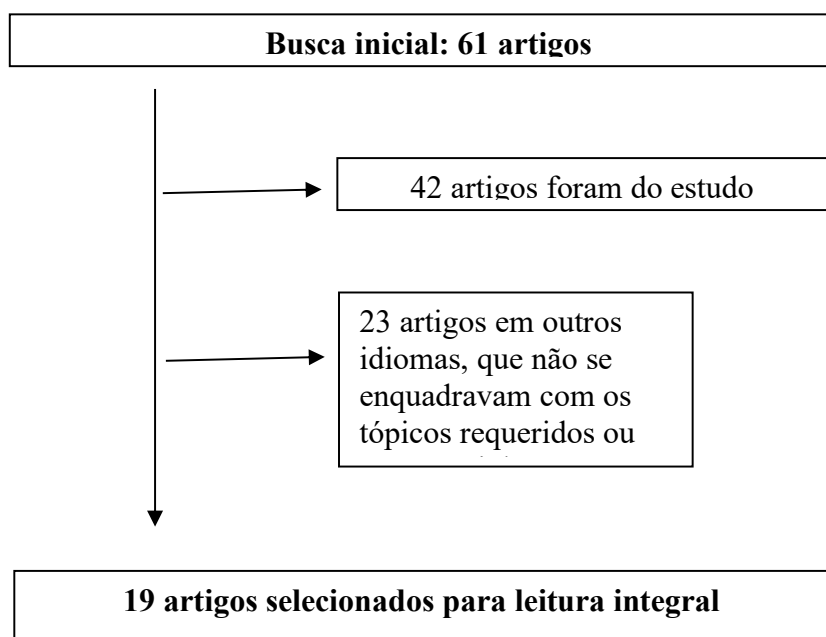 Busca inicial: 61 artigos
42 artigos foram do estudo
23 artigos em outros
idiomas, que não se
enquadravam com os
tópicos requeridos ou
19 artigos selecionados para leitura integral